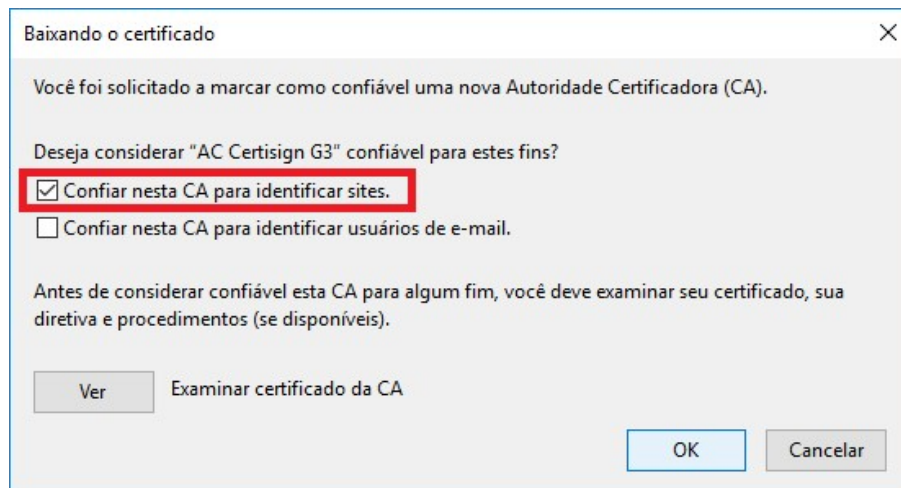 Baixando o certificado
Você foi solicitado a marcar como confiável uma nova Autoridade Certificadora (CA).
Deseja considerar “AC Certisign G3” confiável para estes fins?
Confiar nesta CA para identificar sites.
Confiar nesta CA para identificar usuários de e-mail.
Antes de considerar confiável esta CA para algum fim, você deve examinar seu certificado, sua
diretiva e procedimentos (se disponíveis).
Ver Examinar certificado da CA
OK Cancelar